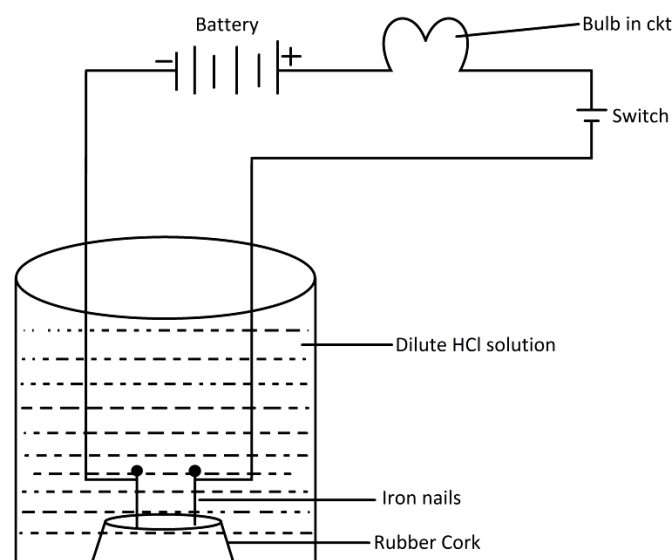 Battery
Bulb in ckt
− +
Switch
Dilute HCl solution
Iron nails
Rubber Cork